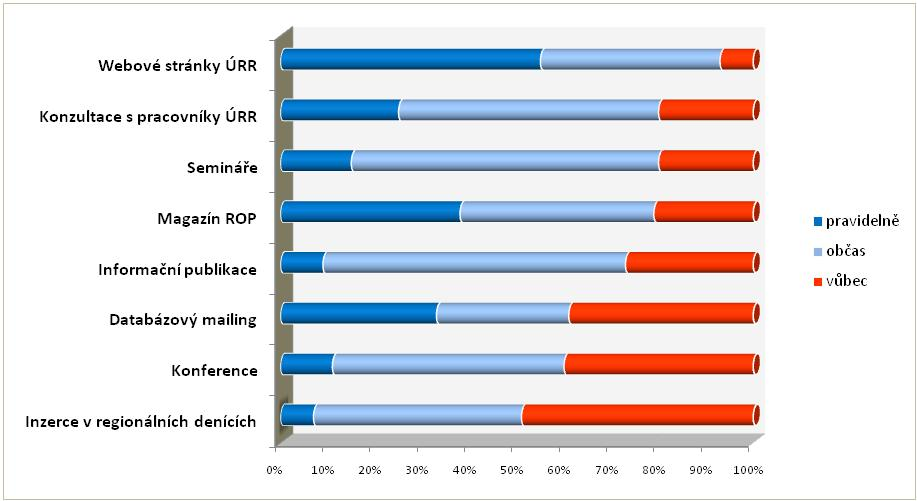 Webové stránky ÚRR
Konzultace s pracovníky ÚRR
Semináře
Magazín ROP
Informační publikace
Databázový mailing
Konference
Inzerce v regionálních denících
0% 10% 20% 30% 40% 50% 60% 70% 80% 90% 100%
pravidelně
občas
vůbec